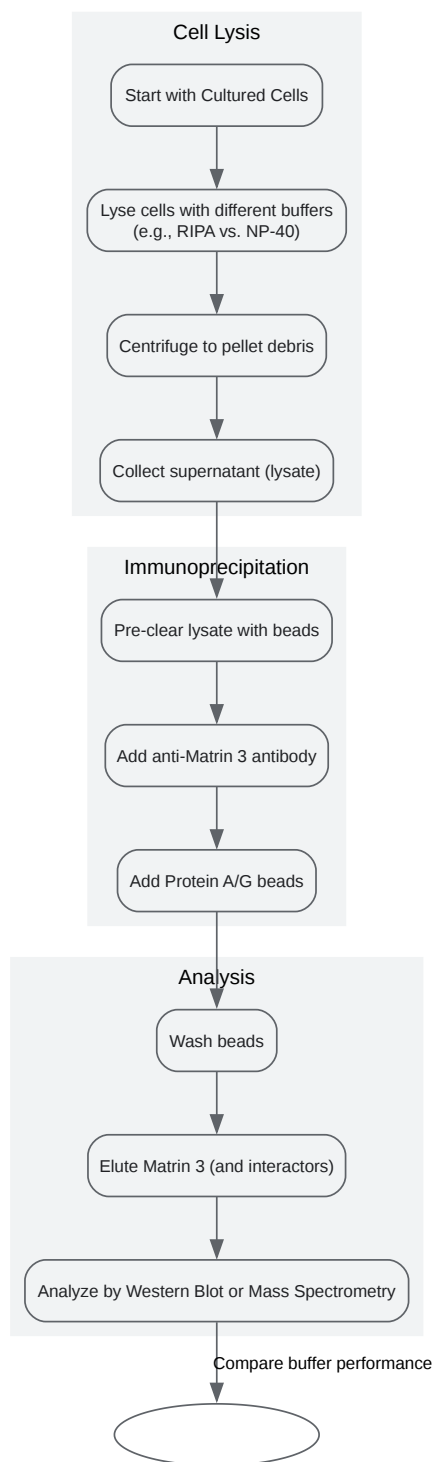 Cell Lysis
Start with Cultured Cells
Lyse cells with different buffers
(e.g., RIPA vs. NP-40)
Centrifuge to pellet debris
Collect supernatant (lysate)
Immunoprecipitation
Pre-clear lysate with beads
Add anti-Matrin 3 antibody
Add Protein A/G beads
Analysis
Wash beads
Elute Matrin 3 (and interactors)
Analyze by Western Blot or Mass Spectrometry
Compare buffer performance